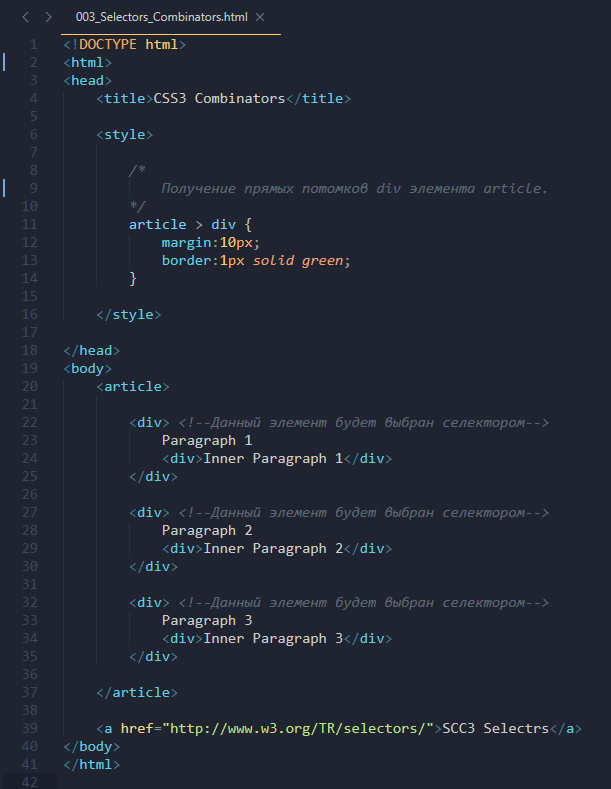 003_Selectors_Combinators.html
1 <!DOCTYPE html>
2 <html>
3 <head>
4 <title>CSS3 Combinators</title>
5
6 <style>
7
8 /*
9 Получение прямых потомков div элемента article.
10 */
11 article > div {
12 margin:10px;
13 border:1px solid green;
14 }
15
16 </style>
17
18 </head>
19 <body>
20 <article>
21
22 <div> <!--Данный элемент будет выбран селектором-->
23 Paragraph 1
24 <div>Inner Paragraph 1</div>
25 </div>
26
27 <div> <!--Данный элемент будет выбран селектором-->
28 Paragraph 2
29 <div>Inner Paragraph 2</div>
30 </div>
31
32 <div> <!--Данный элемент будет выбран селектором-->
33 Paragraph 3
34 <div>Inner Paragraph 3</div>
35 </div>
36
37 </article>
38
39 <a href="http://www.w3.org/TR/selectors/">SCC3 Selectrs</a>
40 </body>
41 </html>
42